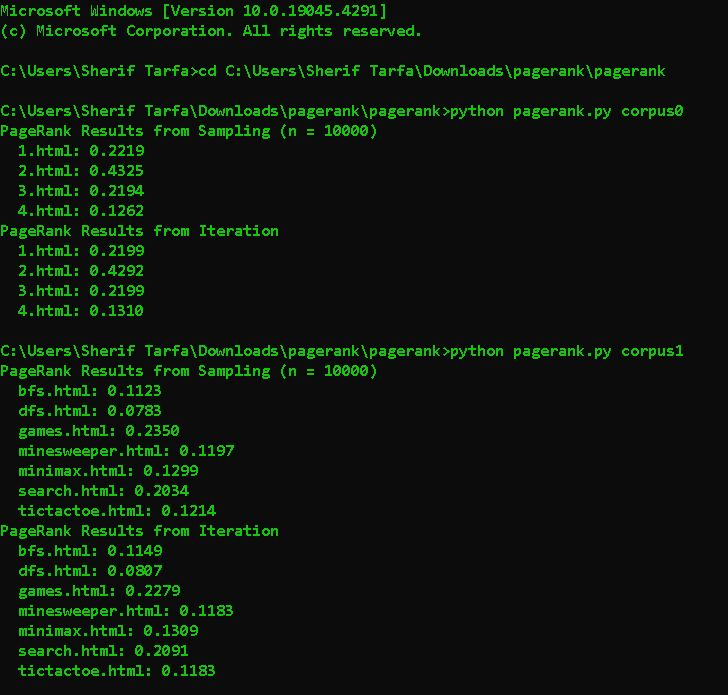 Microsoft Windows [Version 10.0.19045.4291]
(c) Microsoft Corporation. All rights reserved.
C:\Users\Sherif Tarfa>cd C:\Users\Sherif Tarfa\Downloads\pagerank\pagerank
C:\Users\Sherif Tarfa\Downloads\pagerank\pagerank>python pagerank.py corpus0
PageRank Results from Sampling (n = 10000)
1.html: 0.2219
2.html: 0.4325
3.html: 0.2194
4.html: 0.1262
PageRank Results from Iteration
1.html: 0.2199
2.html: 0.4292
3.html: 0.2199
4.html: 0.1310
C:\Users\Sherif Tarfa\Downloads\pagerank\pagerank>python pagerank.py corpus1
PageRank Results from Sampling (n = 10000)
bfs.html: 0.1123
dfs.html: 0.0783
games.html: 0.2350
minesweeper.html: 0.1197
minimax.html: 0.1299
search.html: 0.2034
tictactoe.html: 0.1214
PageRank Results from Iteration
bfs.html: 0.1149
dfs.html: 0.0807
games.html: 0.2279
minesweeper.html: 0.1183
minimax.html: 0.1309
search.html: 0.2091
tictactoe.html: 0.1183